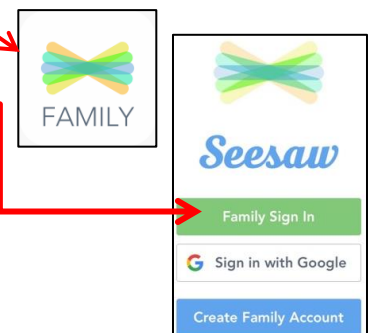 FAMILY
Seesaw
Family Sign In
G Sign in with Google
Create Family Account